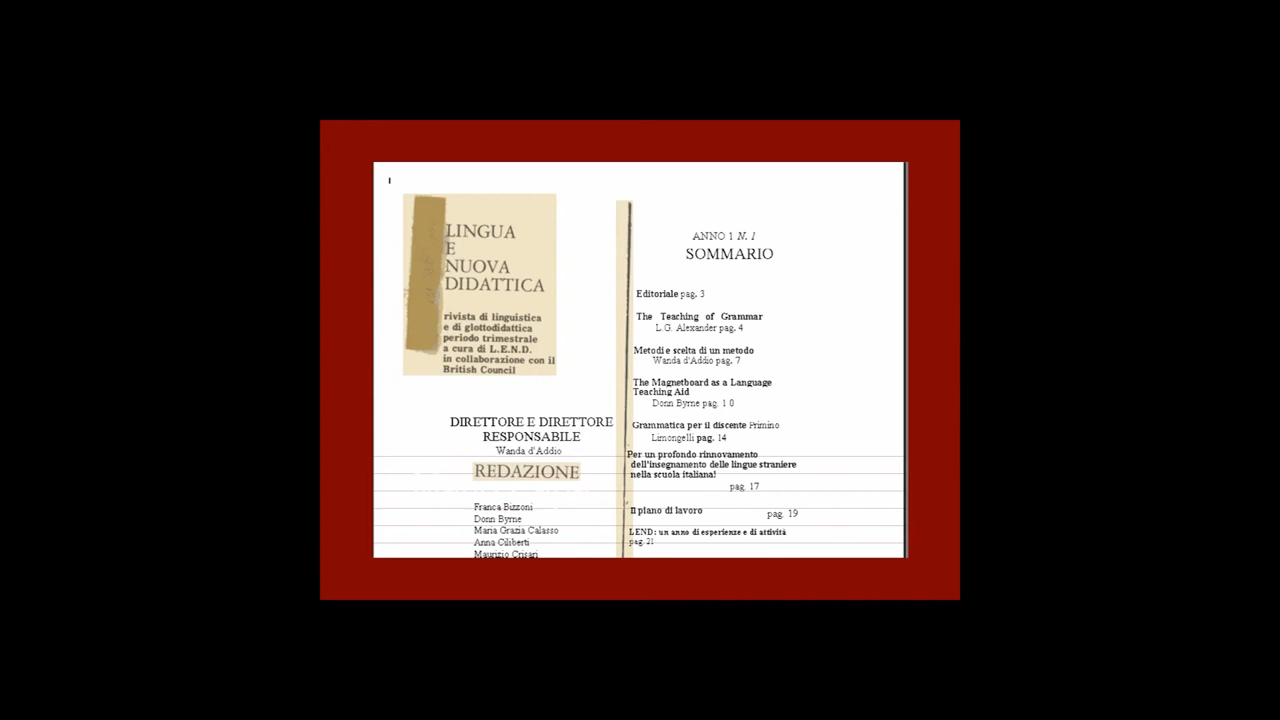 LINGUA
E
NUOVA
DIDATTICA
rivista di linguistica
e di glottodidattica
periodo trimestrale
a cura di L.E.N.D.
in collaborazione con il
British Council
DIRETTORE E DIRETTORE
RESPONSABILE
Wanda d'Addio
REDAZIONE
Franca Bizzoni
Donn Byrne
Maria Grazia Calasso
Anna Ciliberti
Maurizio Crisari
ANNO 1 N. 1
SOMMARIO
Editoriale pag. 3
The Teaching of Grammar
L.G. Alexander pag. 4
Metodi e scelta di un metodo
Wanda d'Addio pag. 7
The Magnetboard as a Language
Teaching Aid
Donn Byrne pag. 1 0
Grammatica per il discente Primino
Limongelli pag. 14
Per un profondo rinnovamento
dell'insegnamento delle lingue straniere
nella scuola italiana!
pag. 17
Il piano di lavoro pag. 19
LEND: un anno di esperienze e di attività
pag. 21